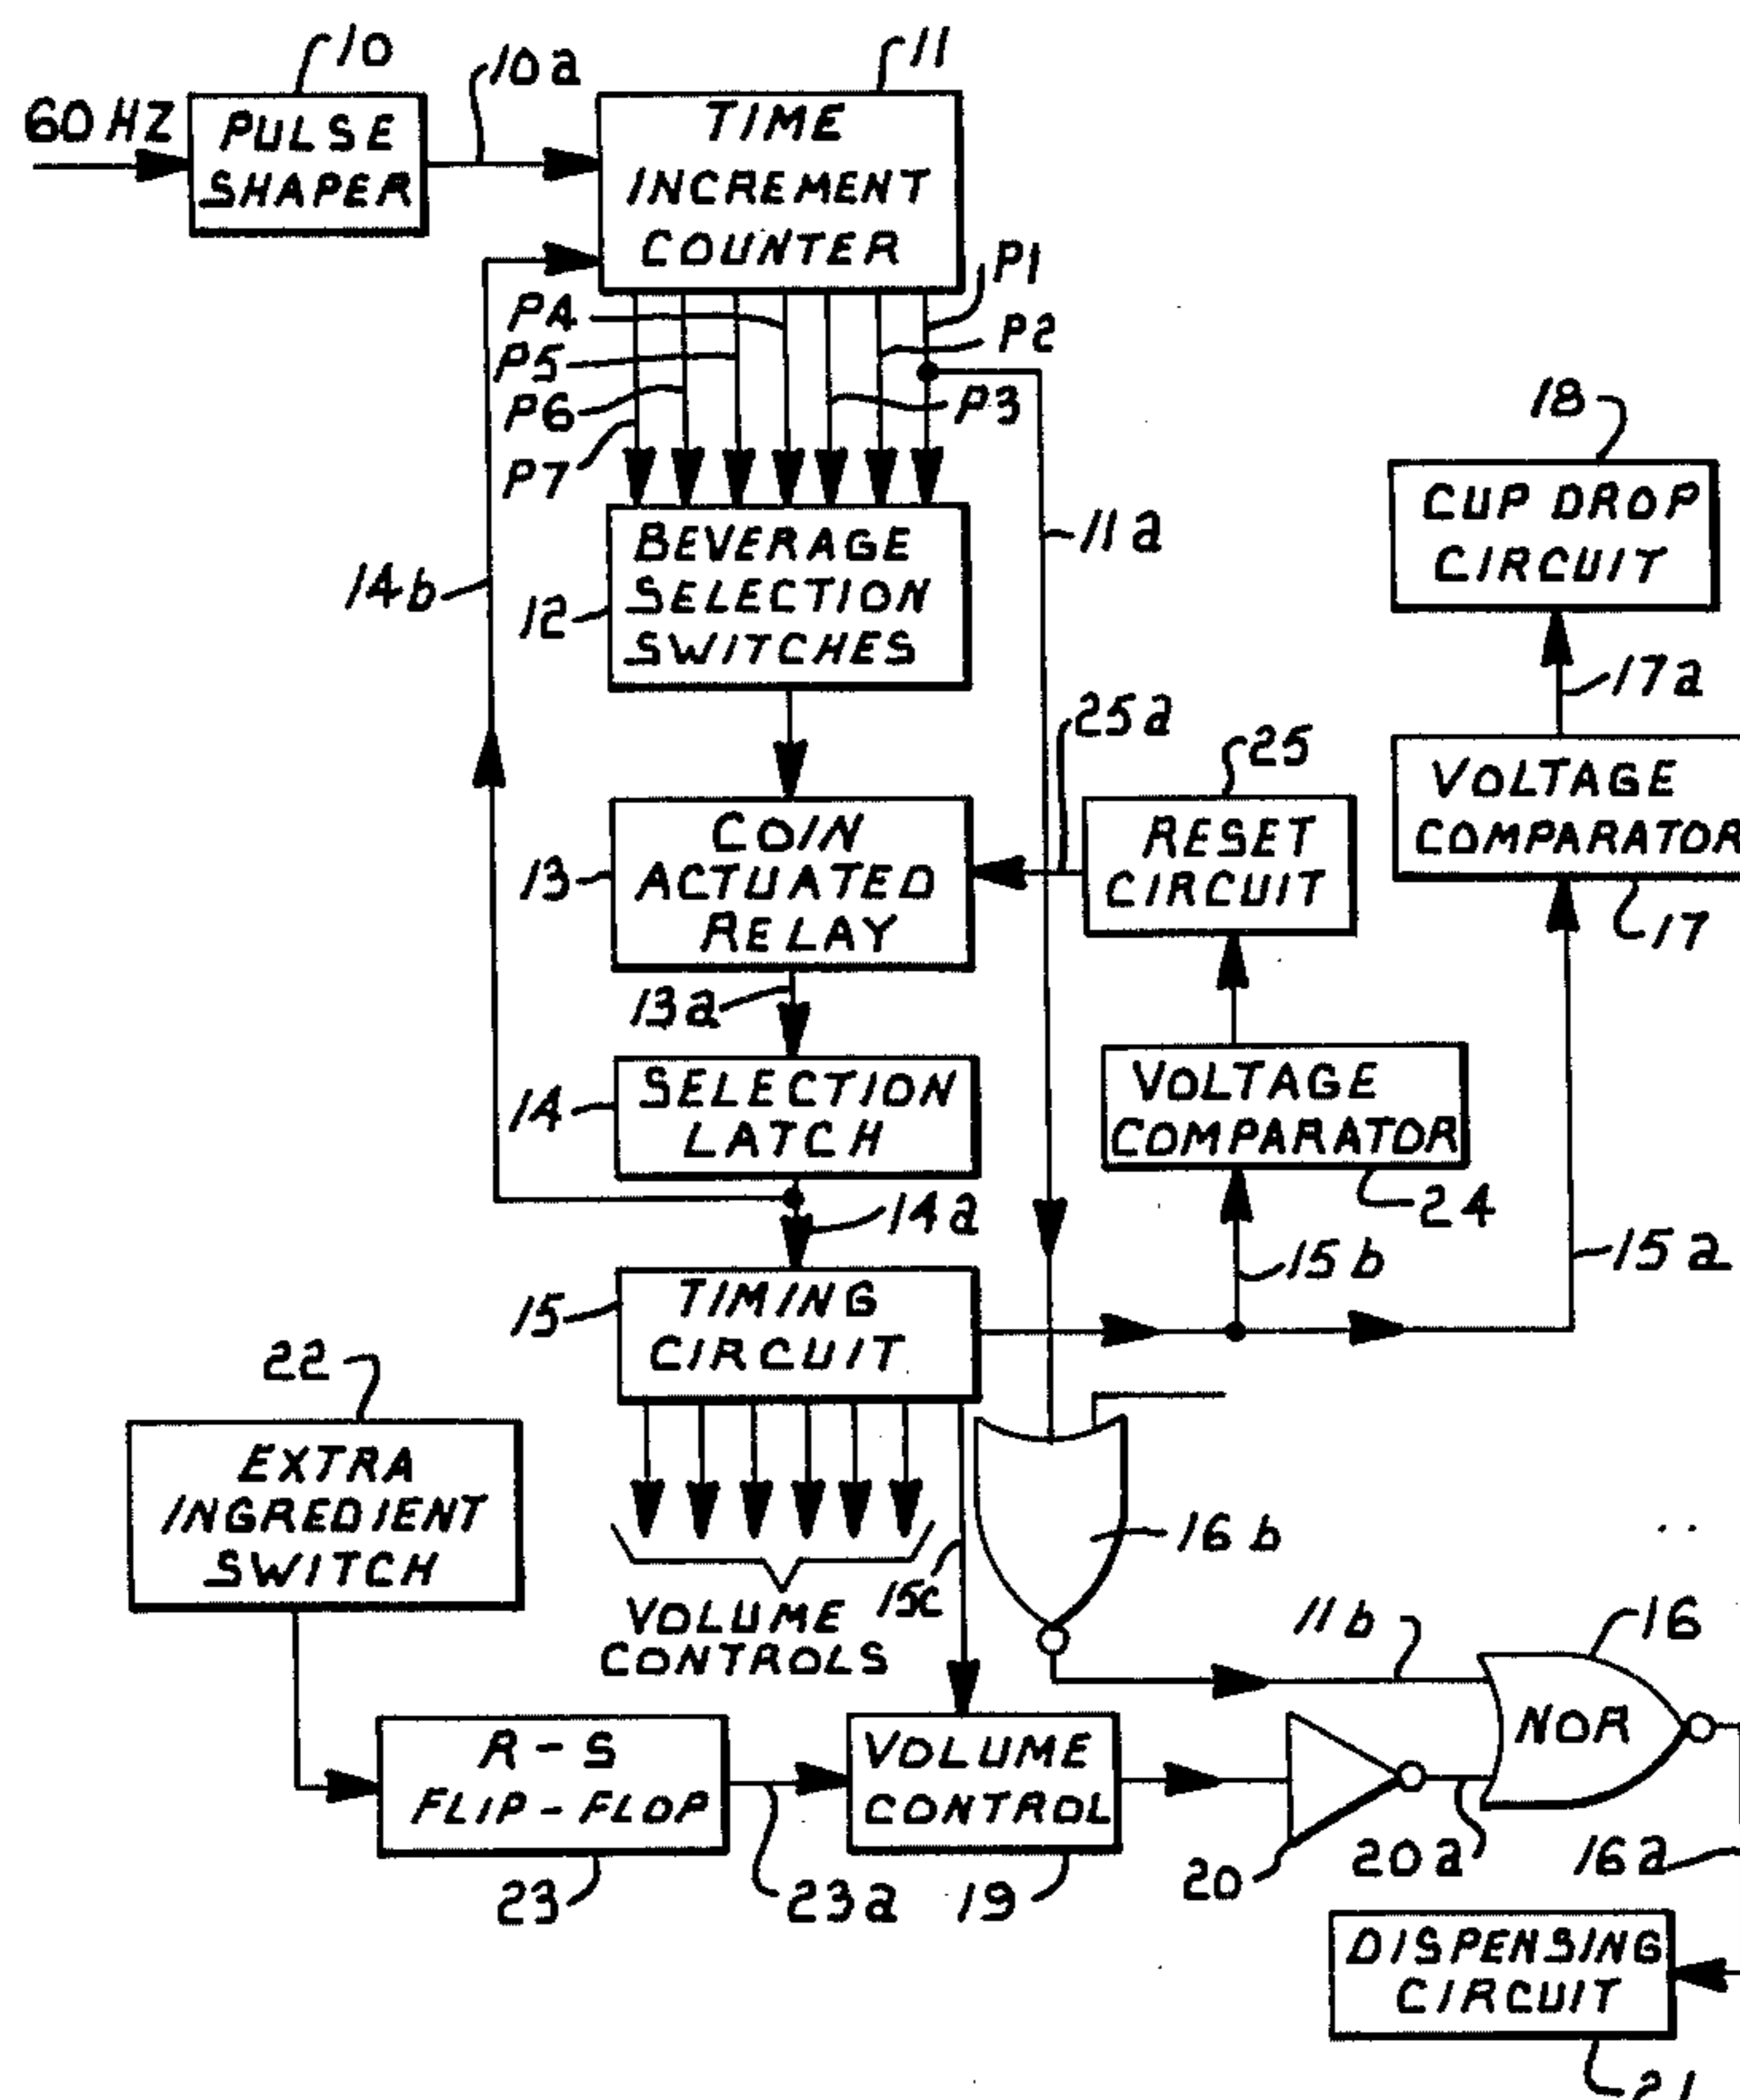 10
10a
11
60 HZ
PULSE
SHAPER
TIME
INCREMENT
COUNTER
P1
P4
P2
P5
P6
P3
P7
18
CUP DROP
CIRCUIT
11a
BEVERAGE
SELECTION
SWITCHES
14b
12
17a
25a
25
VOLTAGE
COMPARATOR
17
COIN
ACTUATED
RELAY
13
RESET
CIRCUIT
13a
SELECTION
LATCH
14
VOLTAGE
COMPARATOR
24
14a
15b
15a
TIMING
CIRCUIT
15
22
EXTRA
INGREDIENT
SWITCH
16b
15c
VOLUME
CONTROLS
11b
16
NOR
R-S
FLIP-FLOP
VOLUME
CONTROL
23
23a
19
20
20a
16a
DISPENSING
CIRCUIT
21